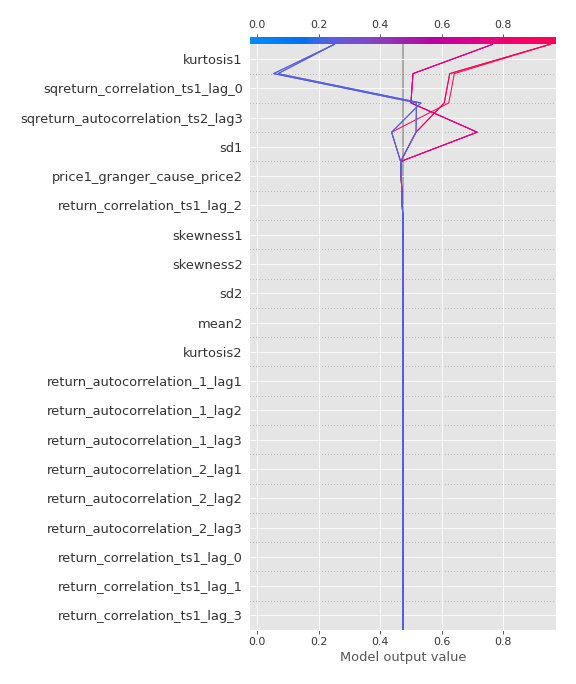 0.0 0.2 0.4 0.6 0.8
kurtosis1
sqreturn_correlation_ts1_lag_0
sqreturn_autocorrelation_ts2_lag3
sd1
price1_granger_cause_price2
return_correlation_ts1_lag_2
skewness1
skewness2
sd2
mean2
kurtosis2
return_autocorrelation_1_lag1
return_autocorrelation_1_lag2
return_autocorrelation_1_lag3
return_autocorrelation_2_lag1
return_autocorrelation_2_lag2
return_autocorrelation_2_lag3
return_correlation_ts1_lag_0
return_correlation_ts1_lag_1
return_correlation_ts1_lag_3
0.0 0.2 0.4 0.6 0.8
Model output value